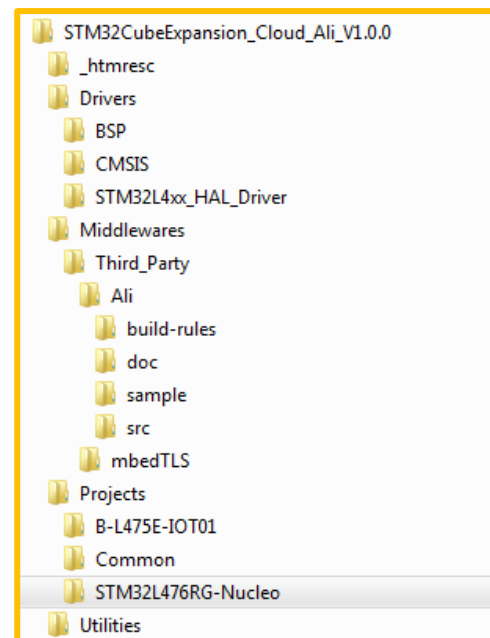 STM32CubeExpansion_Cloud_Ali_V1.0.0
_htmresc
Drivers
BSP
CMSIS
STM32L4xx_HAL_Driver
Middlewares
Third_Party
Ali
build-rules
doc
sample
src
mbedTLS
Projects
B-L475E-IOT01
Common
STM32L476RG-Nucleo
Utilities